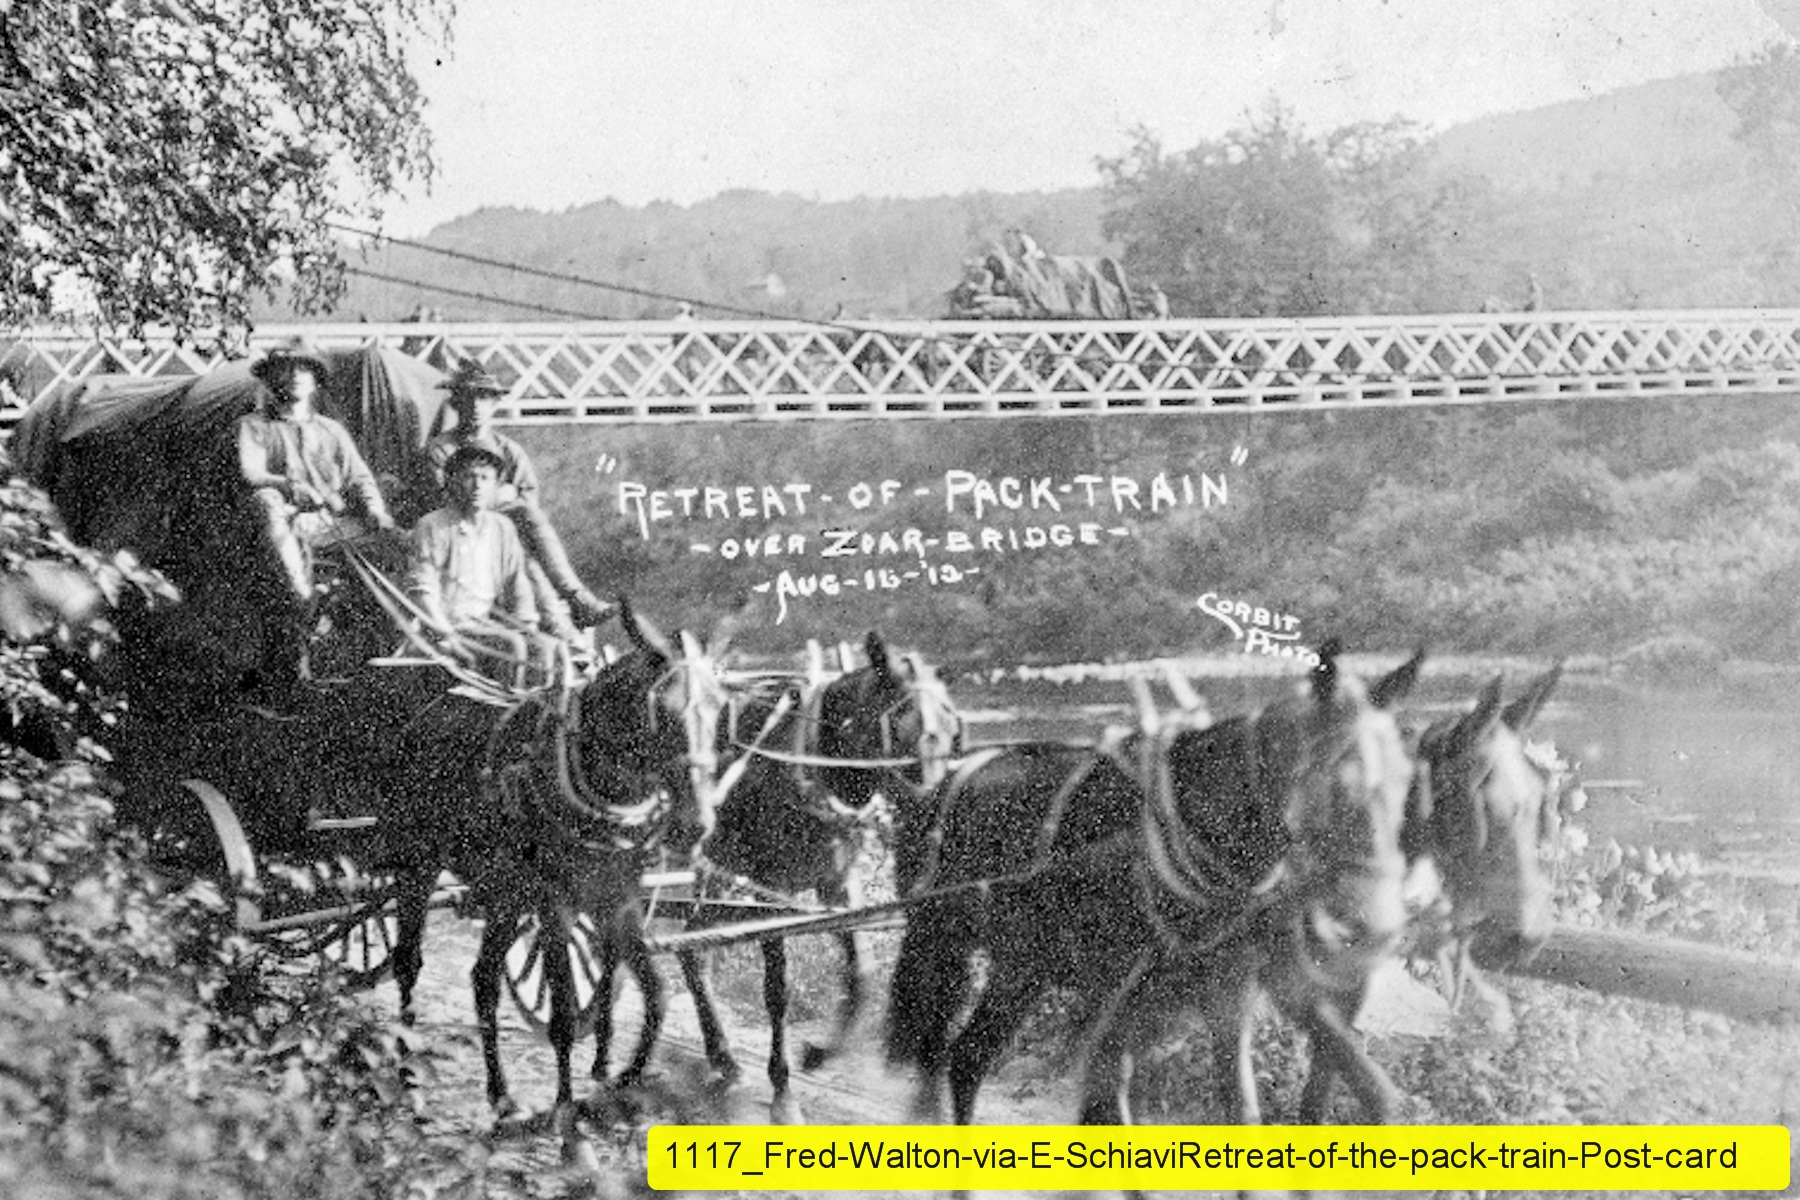 "RETREAT-OF-PACK-TRAIN"
-OVER ZOAR-BRIDGE-
-AUG-15-'12-
CORBIT
PHOTO.
1117_Fred-Walton-via-E-SchiaviRetreat-of-the-pack-train-Post-card